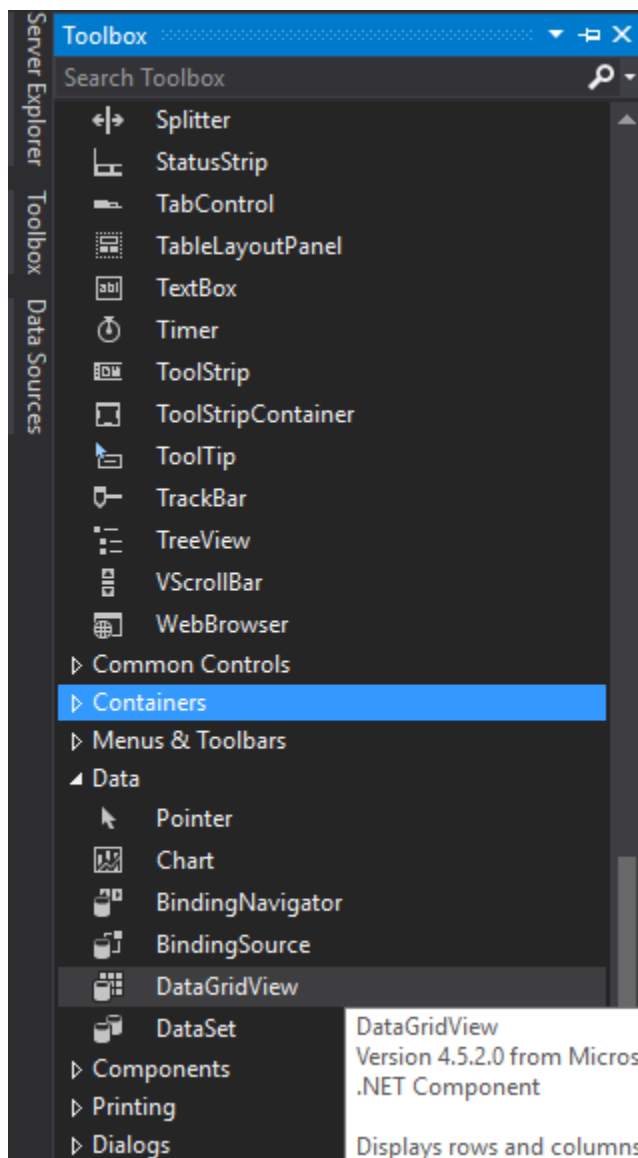 Server Explorer
Toolbox
Data Sources
Toolbox
Search Toolbox
Splitter
StatusStrip
TabControl
TableLayoutPanel
TextBox
Timer
ToolStrip
ToolStripContainer
ToolTip
TrackBar
TreeView
VScrollBar
WebBrowser
Common Controls
Containers
Menus & Toolbars
Data
Pointer
Chart
BindingNavigator
BindingSource
DataGridView
DataSet
Components
Printing
Dialogs
DataGridView
Version 4.5.2.0 from Micros
.NET Component
Displays rows and columns